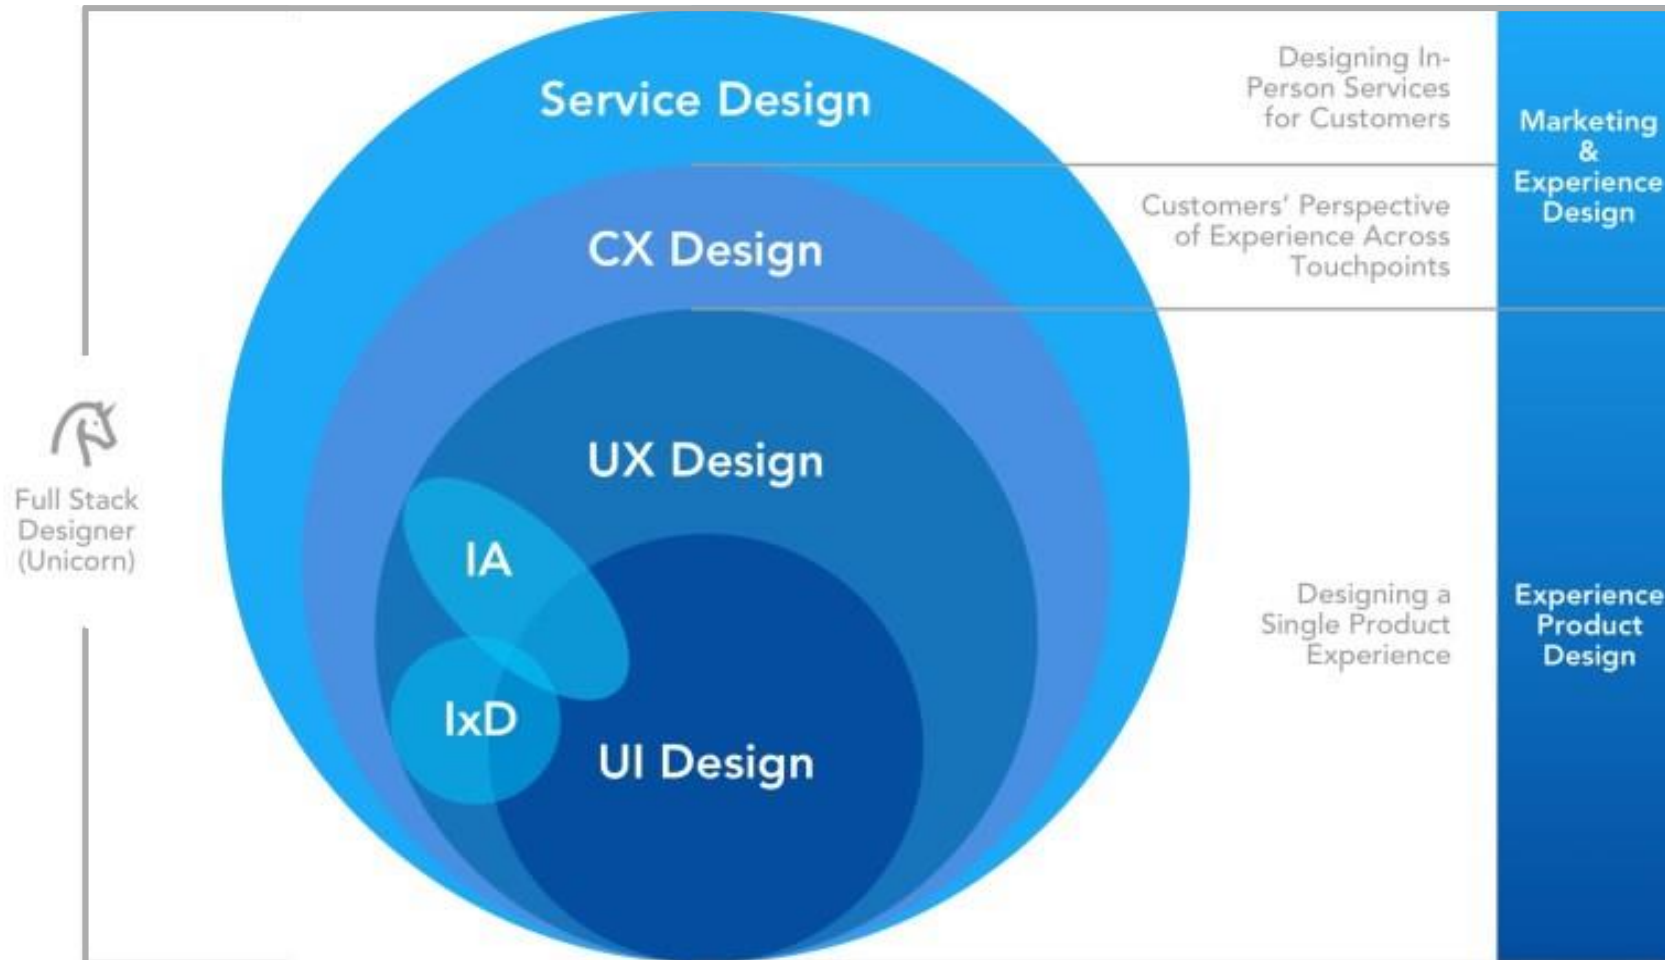 Service Design
CX Design
UX Design
IA
IxD
UI Design
Full Stack
Designer
(Unicorn)
Designing In-
Person Services
for Customers
Customers’ Perspective
of Experience Across
Touchpoints
Designing a
Single Product
Experience
Marketing
&
Experience
Design
Experience
Product
Design